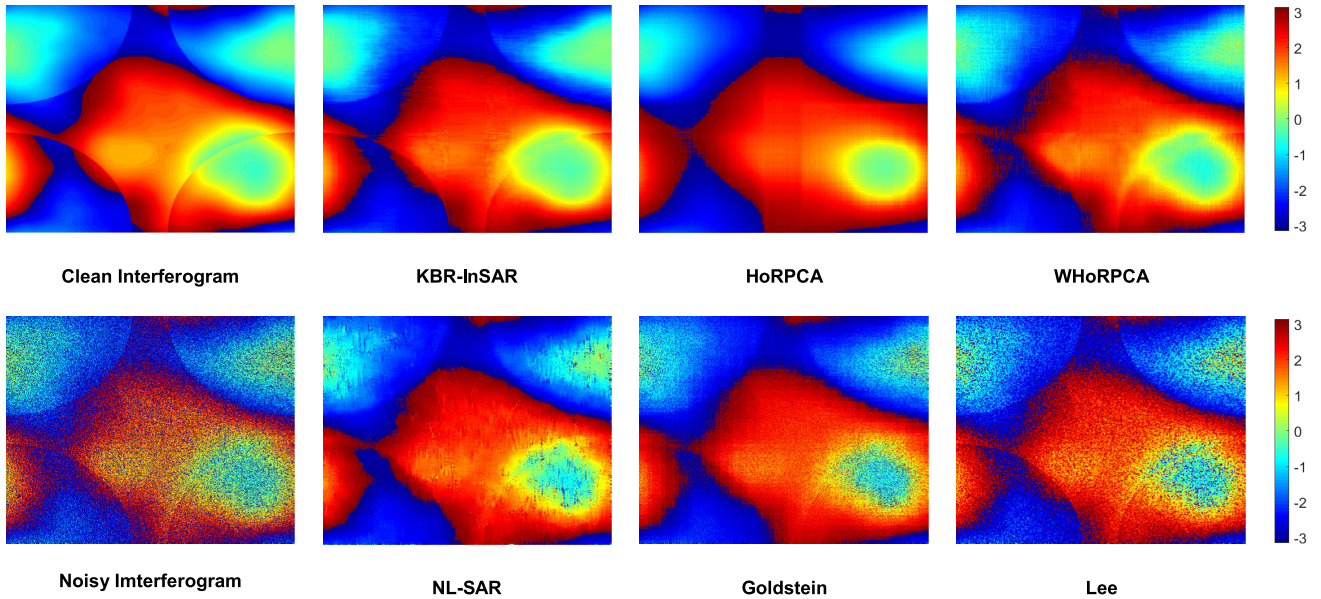 3
2
1
0
-1
-2
-3
Clean Interferogram
KBR-InSAR
HoRPCA
WHoRPCA
3
2
1
0
-1
-2
-3
Noisy Imterferogram
NL-SAR
Goldstein
Lee